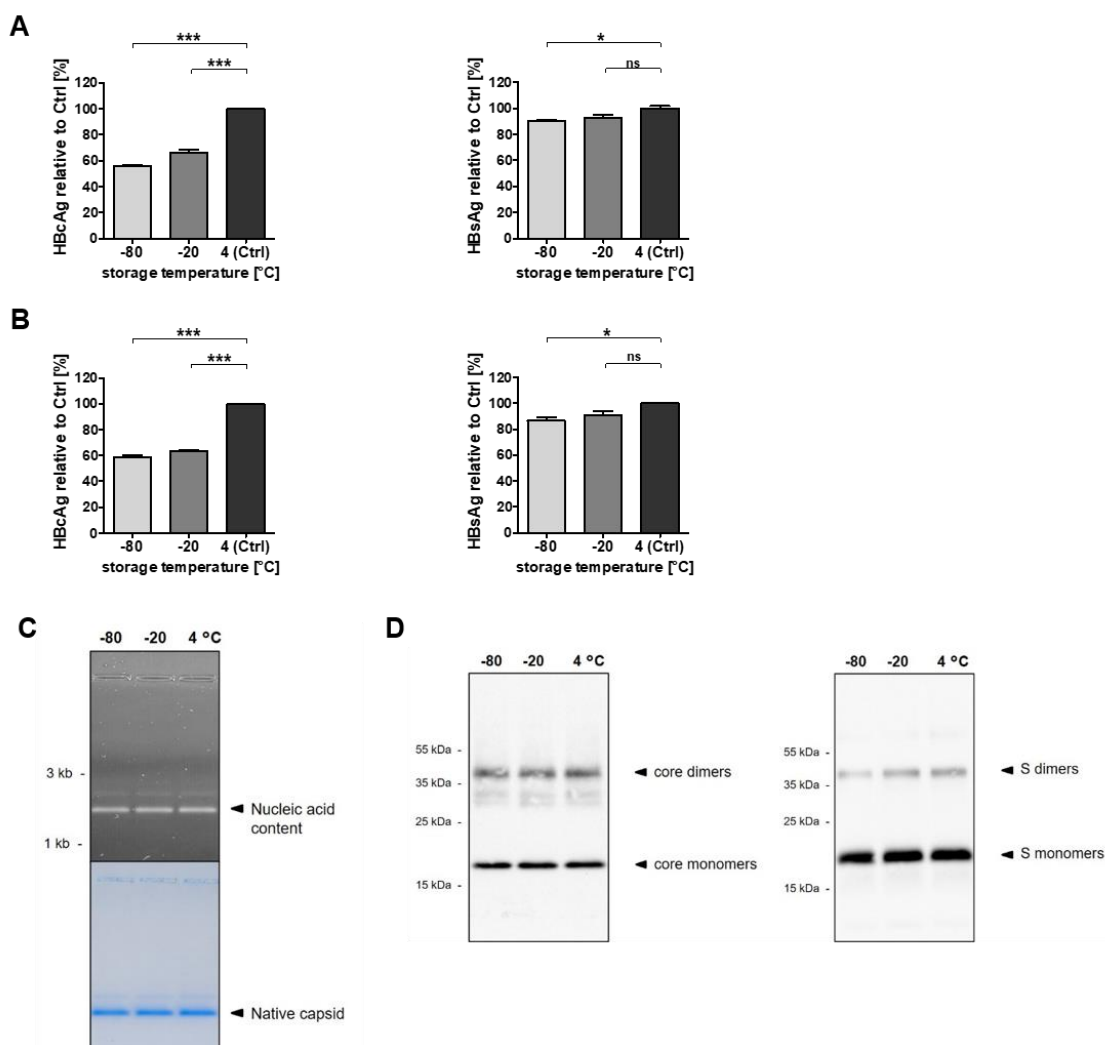 A
***
***
HBcAg relative to Ctrl [%]
120
100
80
60
40
20
0
-80 -20 4 (Ctrl)
storage temperature [°C]
*
ns
HBsAg relative to Ctrl [%]
120
100
80
60
40
20
0
-80 -20 4 (Ctrl)
storage temperature [°C]
B
***
***
HBcAg relative to Ctrl [%]
120
100
80
60
40
20
0
-80 -20 4 (Ctrl)
storage temperature [°C]
*
ns
HBsAg relative to Ctrl [%]
120
100
80
60
40
20
0
-80 -20 4 (Ctrl)
storage temperature [°C]
C
-80 -20 4 °C
3 kb -
1 kb -
Nucleic acid
content
Native capsid
D
-80 -20 4 °C
55 kDa -
35 kDa -
25 kDa -
15 kDa -
core dimers
core monomers
-80 -20 4 °C
55 kDa -
35 kDa -
25 kDa -
15 kDa -
S dimers
S monomers